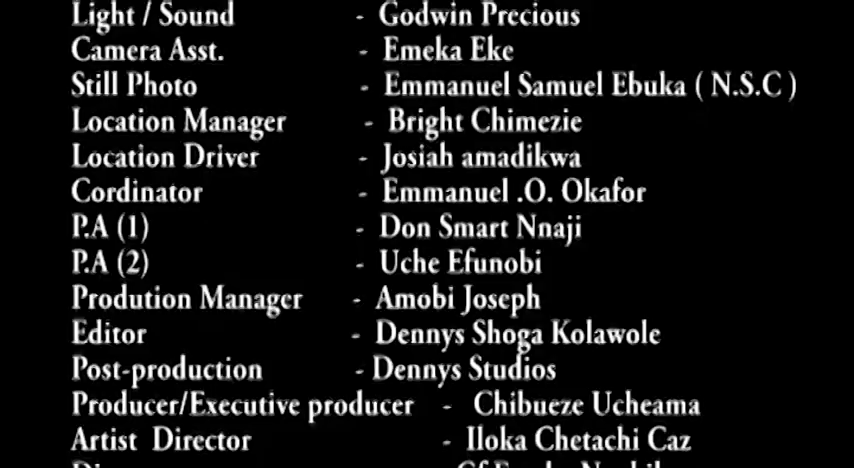 Light / Sound - Godwin Precious
Camera Asst. - Emeka Eke
Still Photo - Emmanuel Samuel Ebuka ( N.S.C )
Location Manager - Bright Chimezie
Location Driver - Josiah amadikwa
Cordinator - Emmanuel .O. Okafor
P.A (1) - Don Smart Nnaji
P.A (2) - Uche Efunobi
Prodution Manager - Amobi Joseph
Editor - Dennys Shoga Kolawole
Post-production - Dennys Studios
Producer/Executive producer - Chibueze Ucheama
Artist Director - Iloka Chetachi Caz